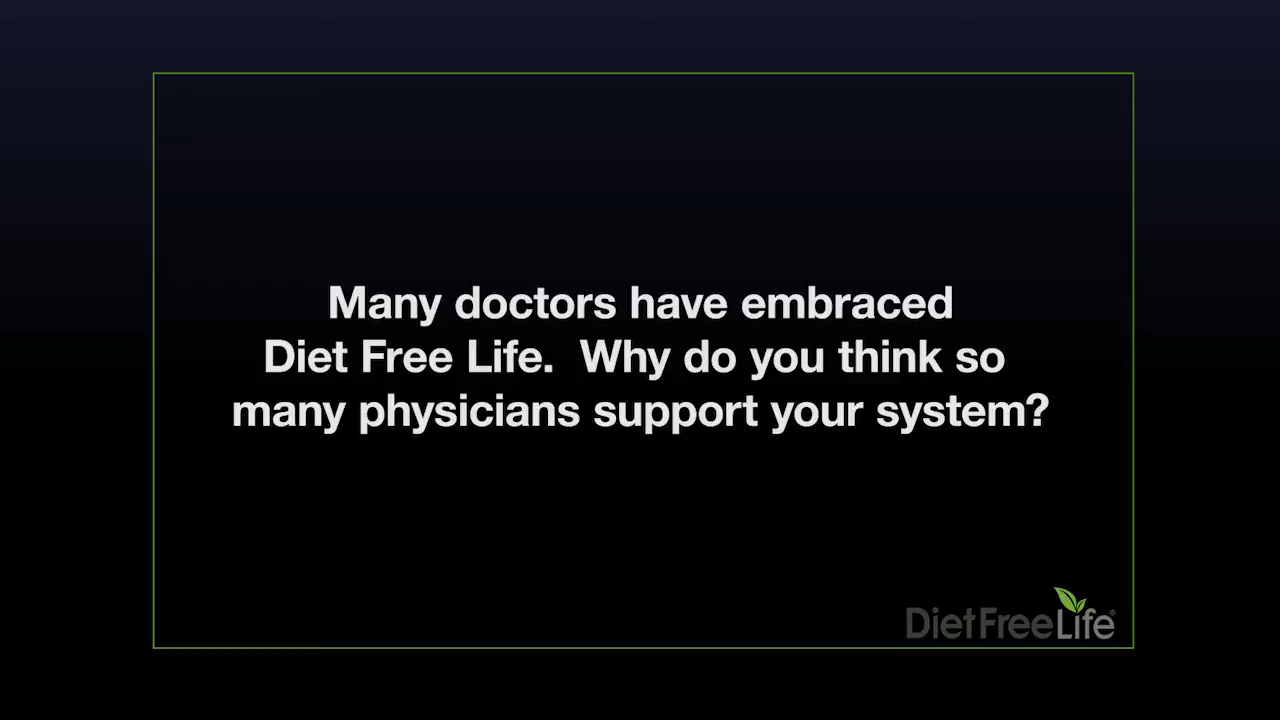 Many doctors have embraced
Diet Free Life.  Why do you think so
many physicians support your system?
DietFreeLife®